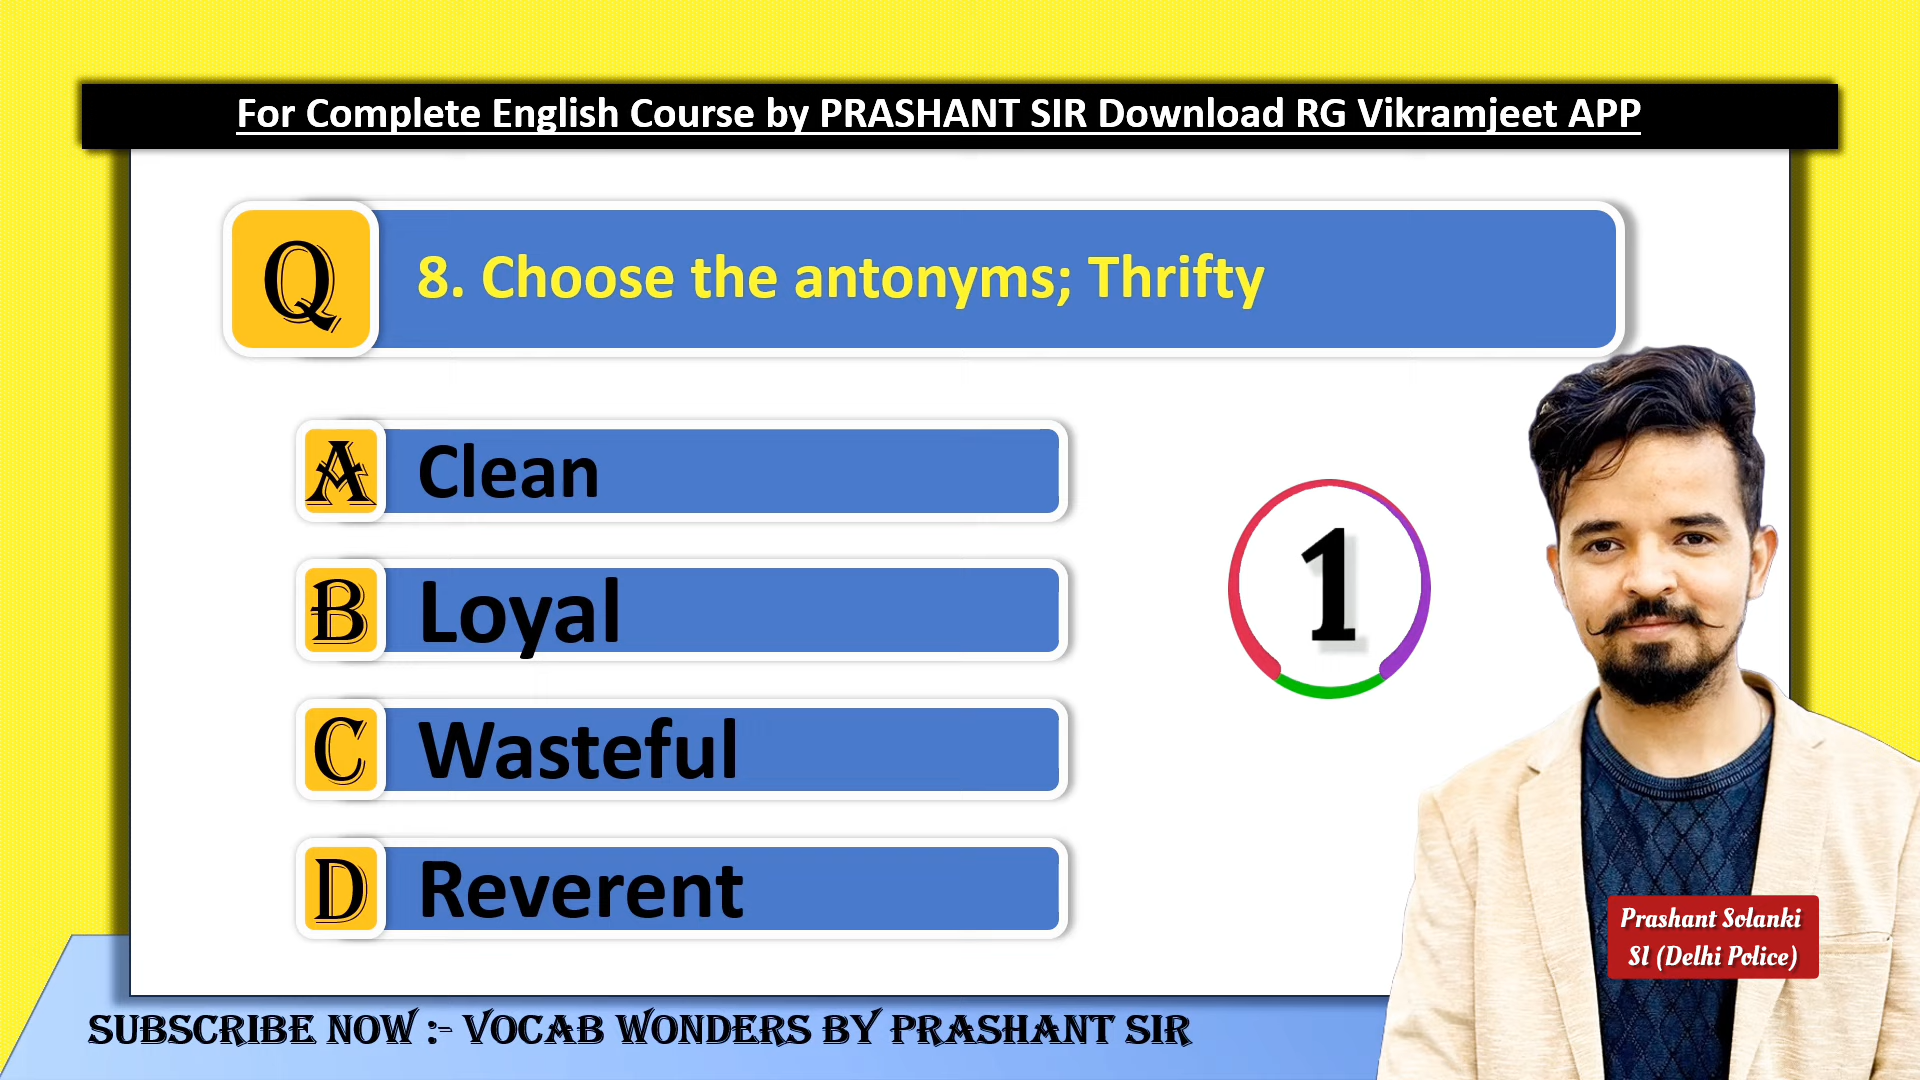 For Complete English Course by PRASHANT SIR Download RG Vikramjeet APP
Q
8. Choose the antonyms; Thrifty
A
Clean
B
Loyal
C
Wasteful
D
Reverent
1
Prashant Solanki
SI (Delhi Police)
SUBSCRIBE NOW :- VOCAB WONDERS BY PRASHANT SIR